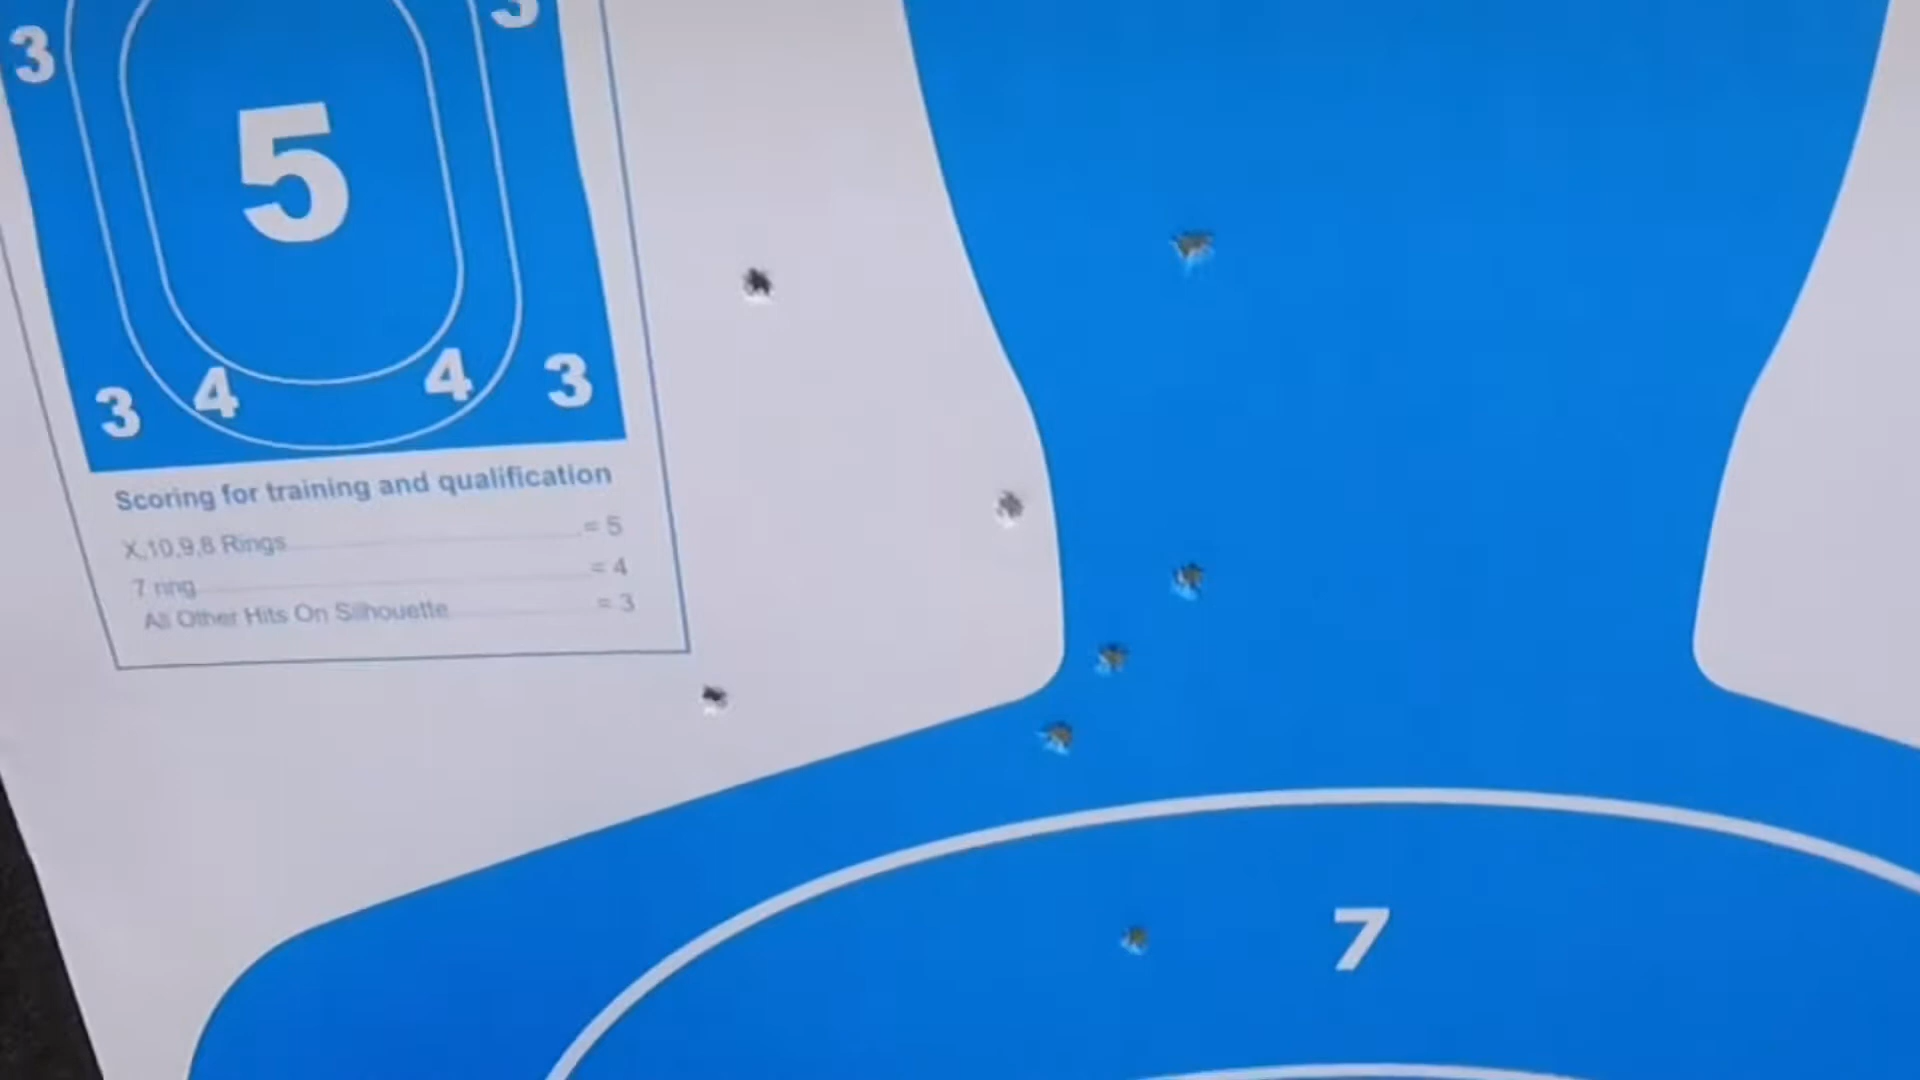 3
3
5
3
4
4
3
Scoring for training and qualification
X,10,9,8 Rings = 5
7 ring = 4
All Other Hits On Silhouette = 3
7